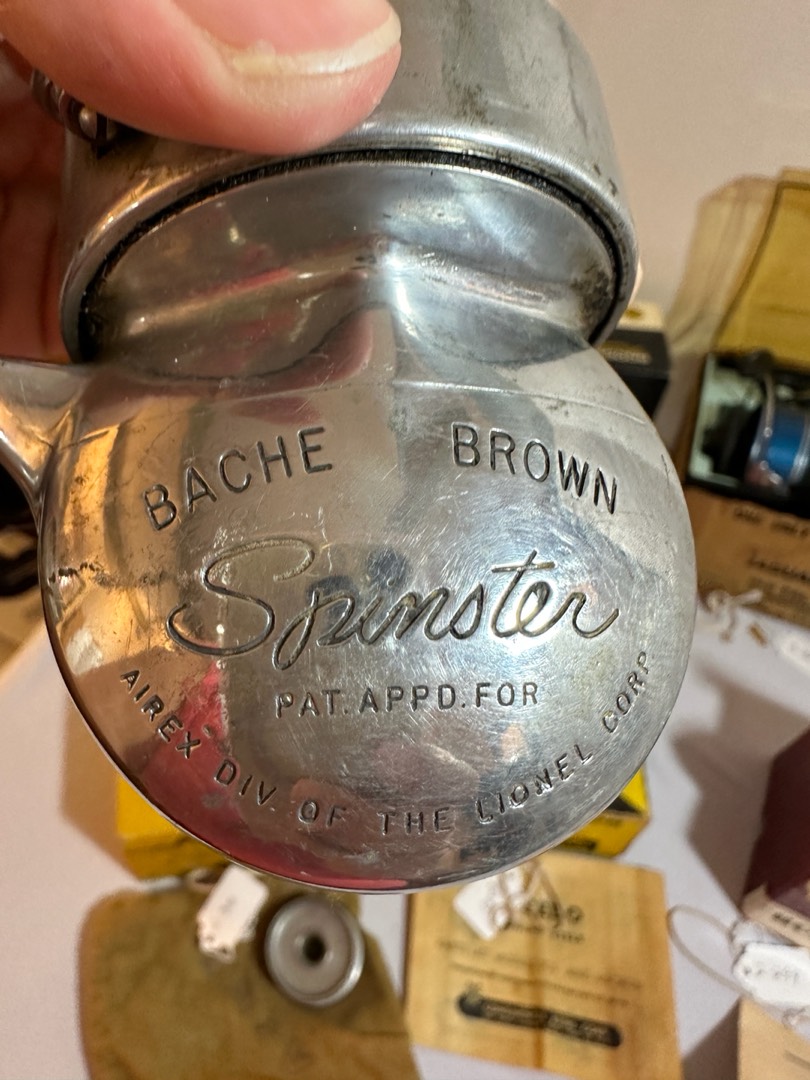 BACHE BROWN
Spinster
PAT. APPD. FOR
AIREX DIV. OF THE LIONEL CORP